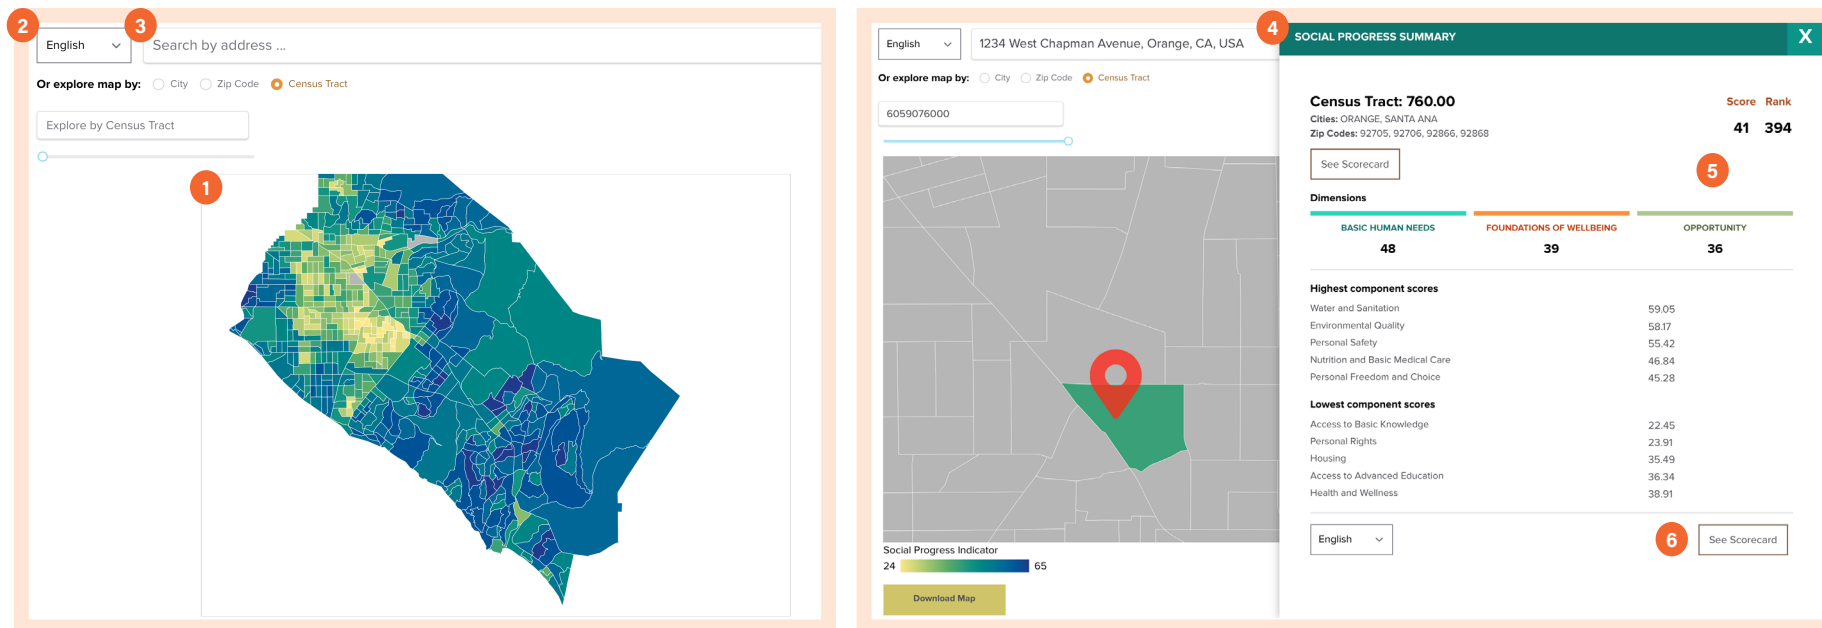 2
3
English
Search by address ...
Or explore map by:
City
Zip Code
Census Tract
Explore by Census Tract
1
English
1234 West Chapman Avenue, Orange, CA, USA
Or explore map by:
City
Zip Code
Census Tract
6059076000
Social Progress Indicator
24
65
Download Map
4
SOCIAL PROGRESS SUMMARY
X
Census Tract: 760.00
Score Rank
Cities: ORANGE, SANTA ANA
41 394
Zip Codes: 92705, 92706, 92866, 92868
See Scorecard
5
Dimensions
BASIC HUMAN NEEDS
48
FOUNDATIONS OF WELLBEING
39
OPPORTUNITY
36
Highest component scores
Water and Sanitation 59.05
Environmental Quality 58.17
Personal Safety 55.42
Nutrition and Basic Medical Care 46.84
Personal Freedom and Choice 45.28
Lowest component scores
Access to Basic Knowledge 22.45
Personal Rights 23.91
Housing 35.49
Access to Advanced Education 36.34
Health and Wellness 38.91
English
6
See Scorecard